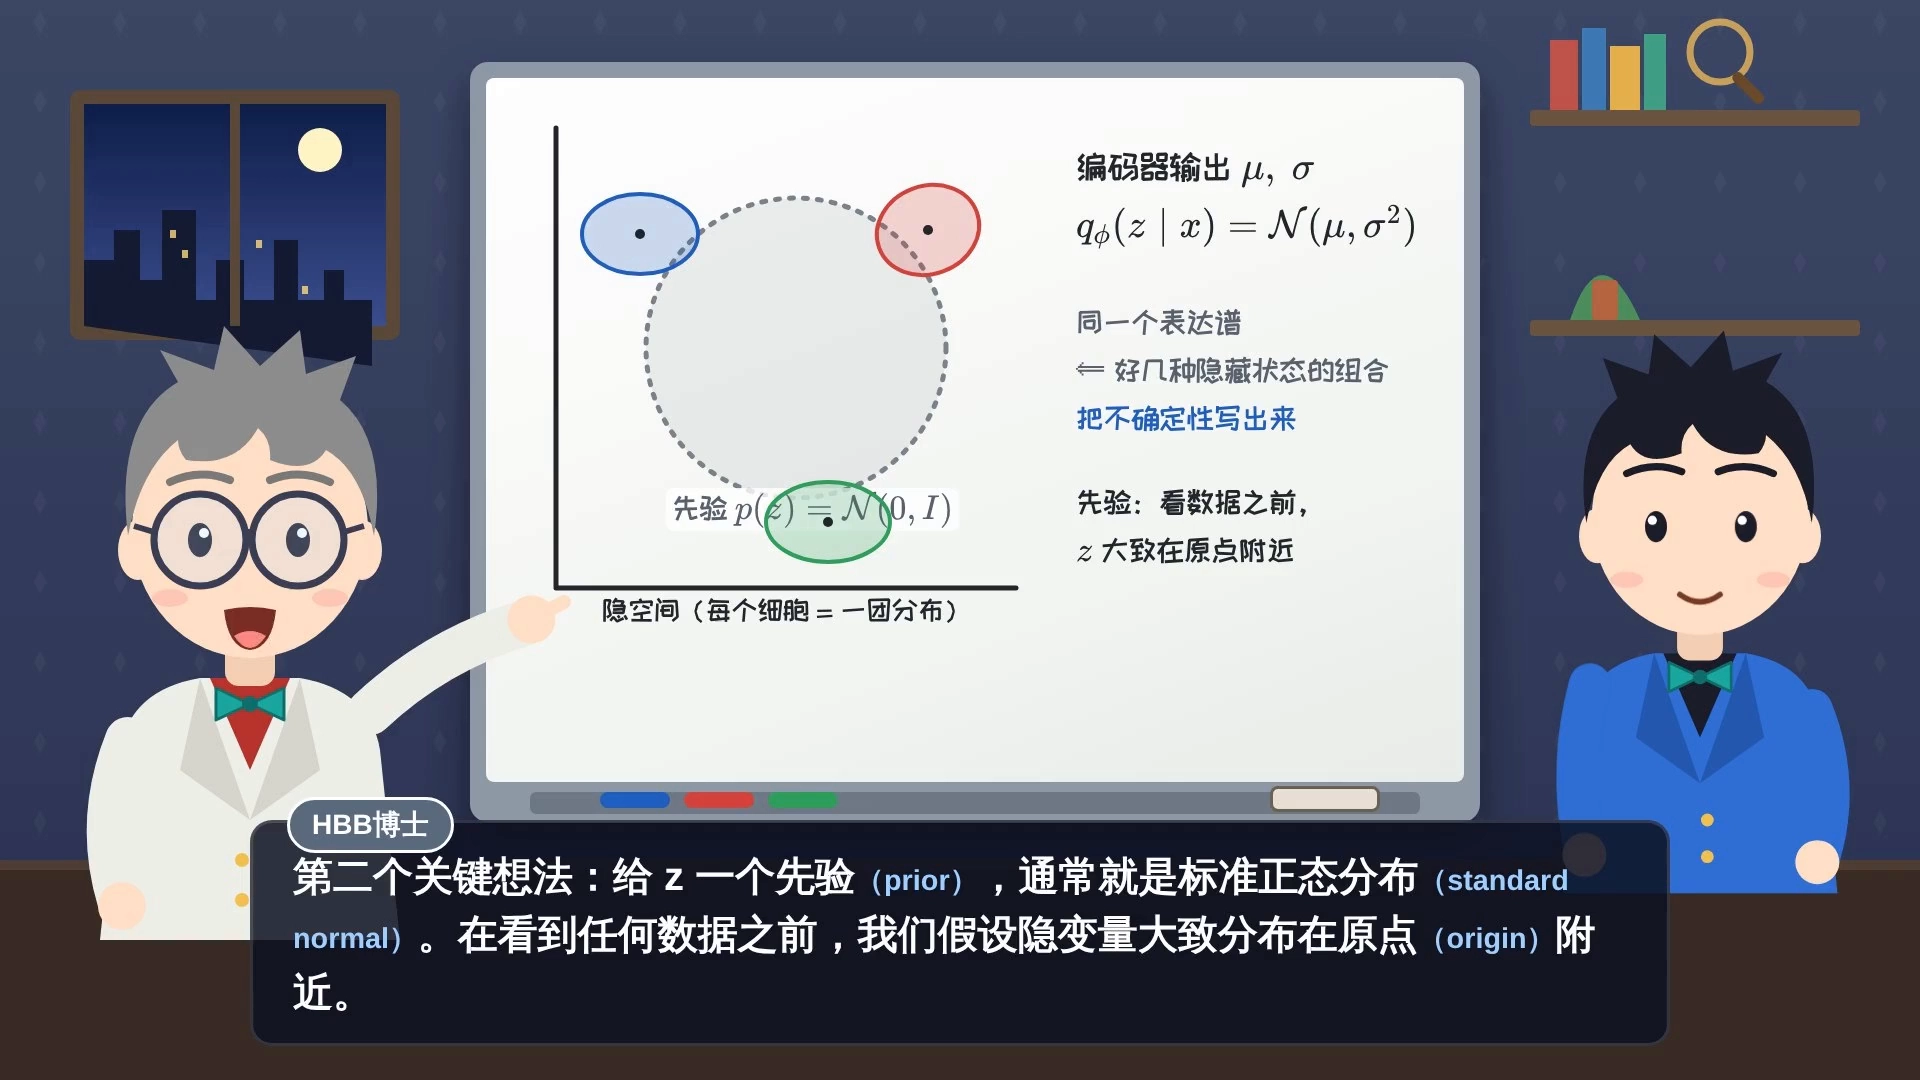 编码器输出 μ, σ
qϕ(z | x) = 𝒩(μ, σ²)
同一个表达谱
⇐ 好几种隐藏状态的组合
把不确定性写出来
先验 p(z) = 𝒩(0, I)
先验：看数据之前，
z 大致在原点附近
隐空间（每个细胞 = 一团分布）
HBB博士
第二个关键想法：给 z 一个先验（prior），通常就是标准正态分布（standard
normal）。在看到任何数据之前，我们假设隐变量大致分布在原点（origin）附
近。